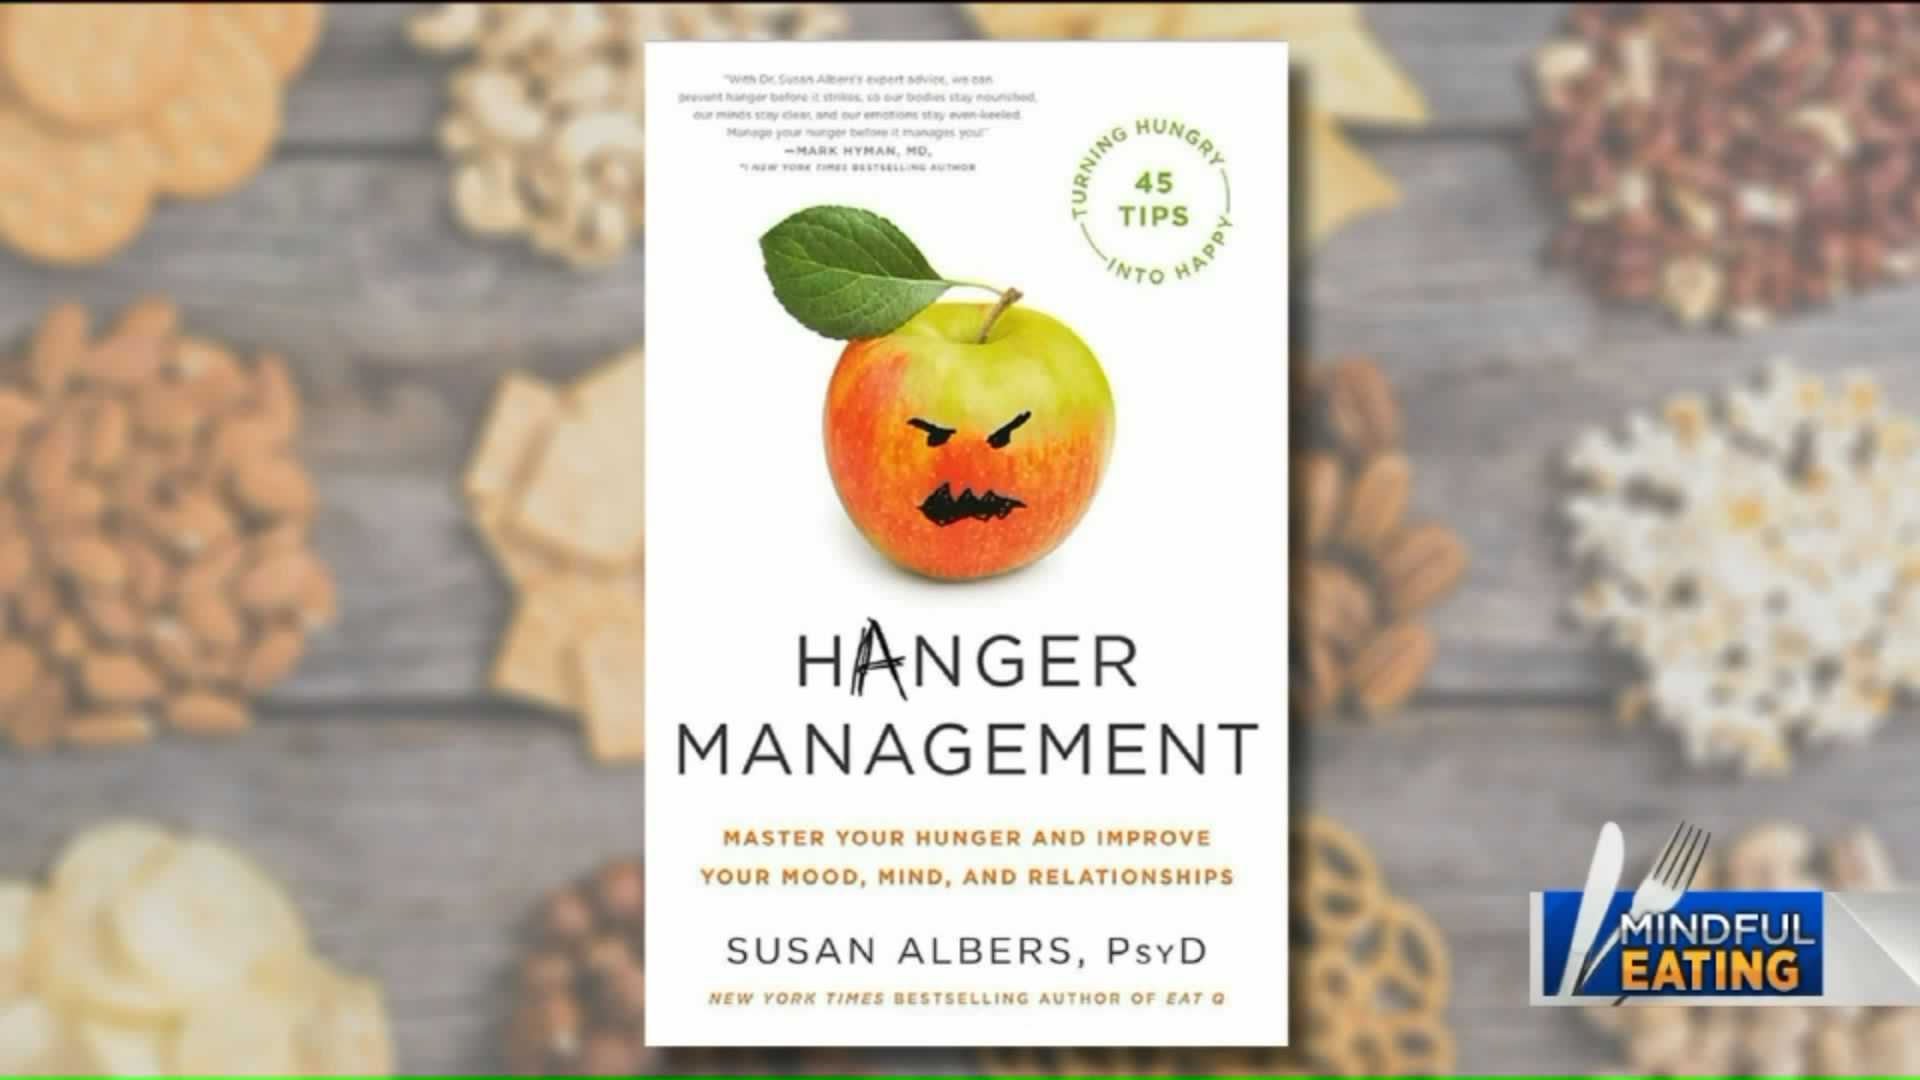 "With Dr. Susan Albers's expert advice, we can
prevent hanger before it strikes, so our bodies stay nourished,
our minds stay clear, and our emotions stay even-keeled.
Manage your hunger before it manages you!"
—MARK HYMAN, MD,
#1 NEW YORK TIMES BESTSELLING AUTHOR
TURNING HUNGRY
45
TIPS
INTO HAPPY
HANGER
MANAGEMENT
MASTER YOUR HUNGER AND IMPROVE
YOUR MOOD, MIND, AND RELATIONSHIPS
SUSAN ALBERS, PsyD
NEW YORK TIMES BESTSELLING AUTHOR OF EAT Q
MINDFUL
EATING